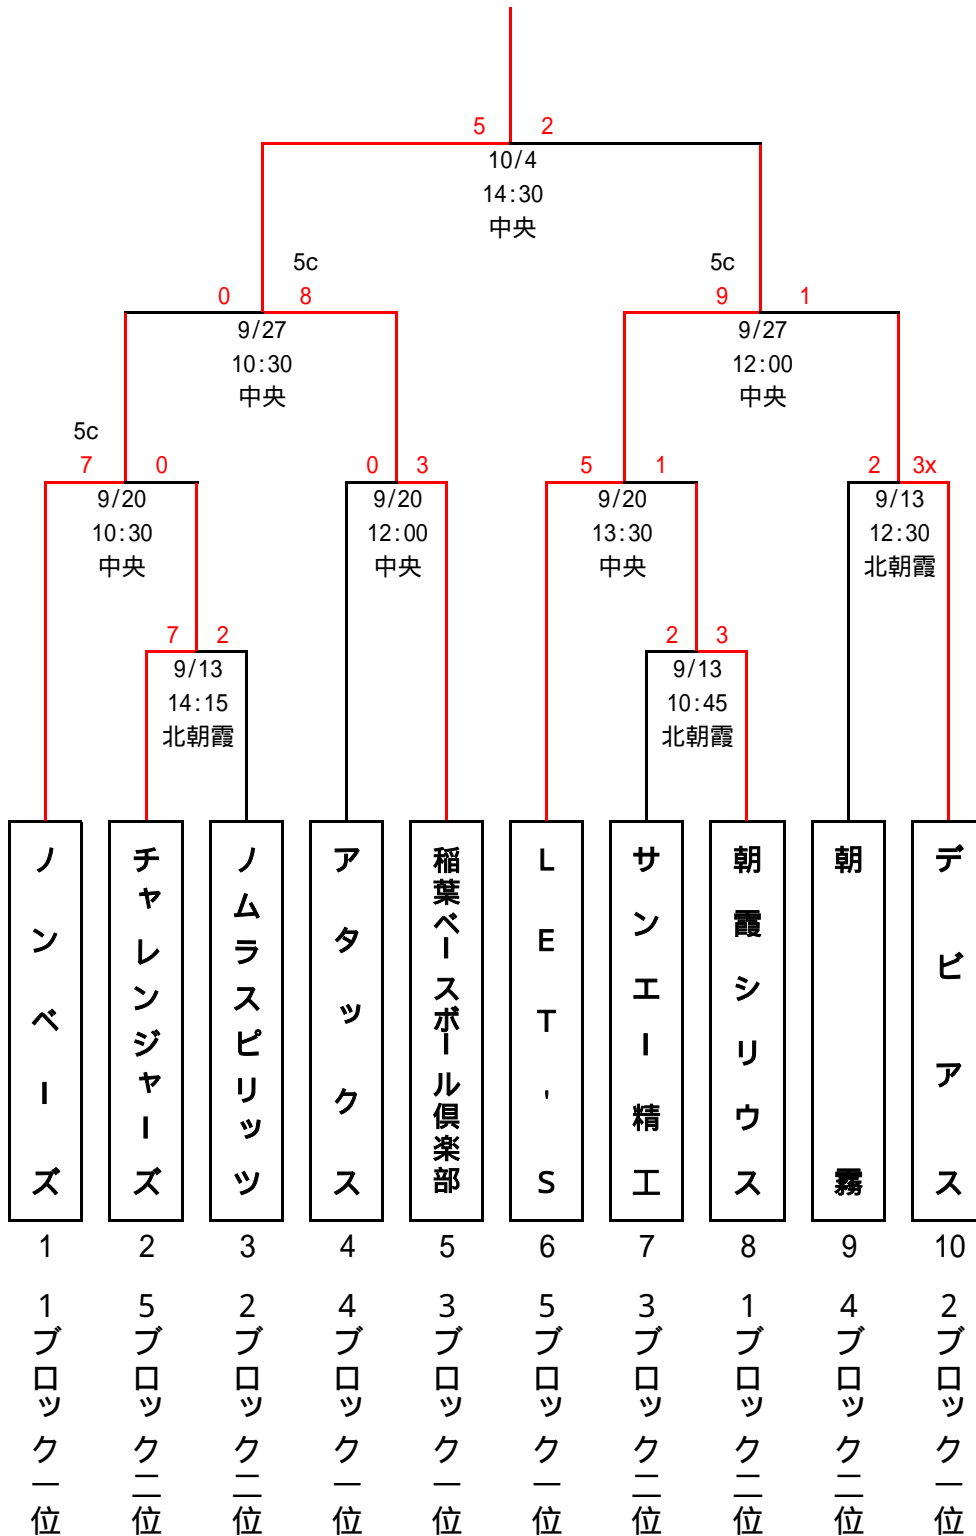 5 2
10/4
14:30
中央
5c
0 8
9/27
10:30
中央
5c
9 1
9/27
12:00
中央
5c
7 0
9/20
10:30
中央
0 3
9/20
12:00
中央
5 1
9/20
13:30
中央
2 3x
9/13
12:30
北朝霞
7 2
9/13
14:15
北朝霞
2 3
9/13
10:45
北朝霞
ノンベーズ
チャレンジャーズ
ノムラスピリッツ
アタックス
稲葉ベースボール倶楽部
LET'S
サンエー精工
朝霞シリウス
朝霧
デビアス
1 2 3 4 5 6 7 8 9 10
1ブロック一位
5ブロック二位
2ブロック二位
4ブロック一位
3ブロック一位
5ブロック一位
3ブロック二位
1ブロック二位
4ブロック二位
2ブロック一位